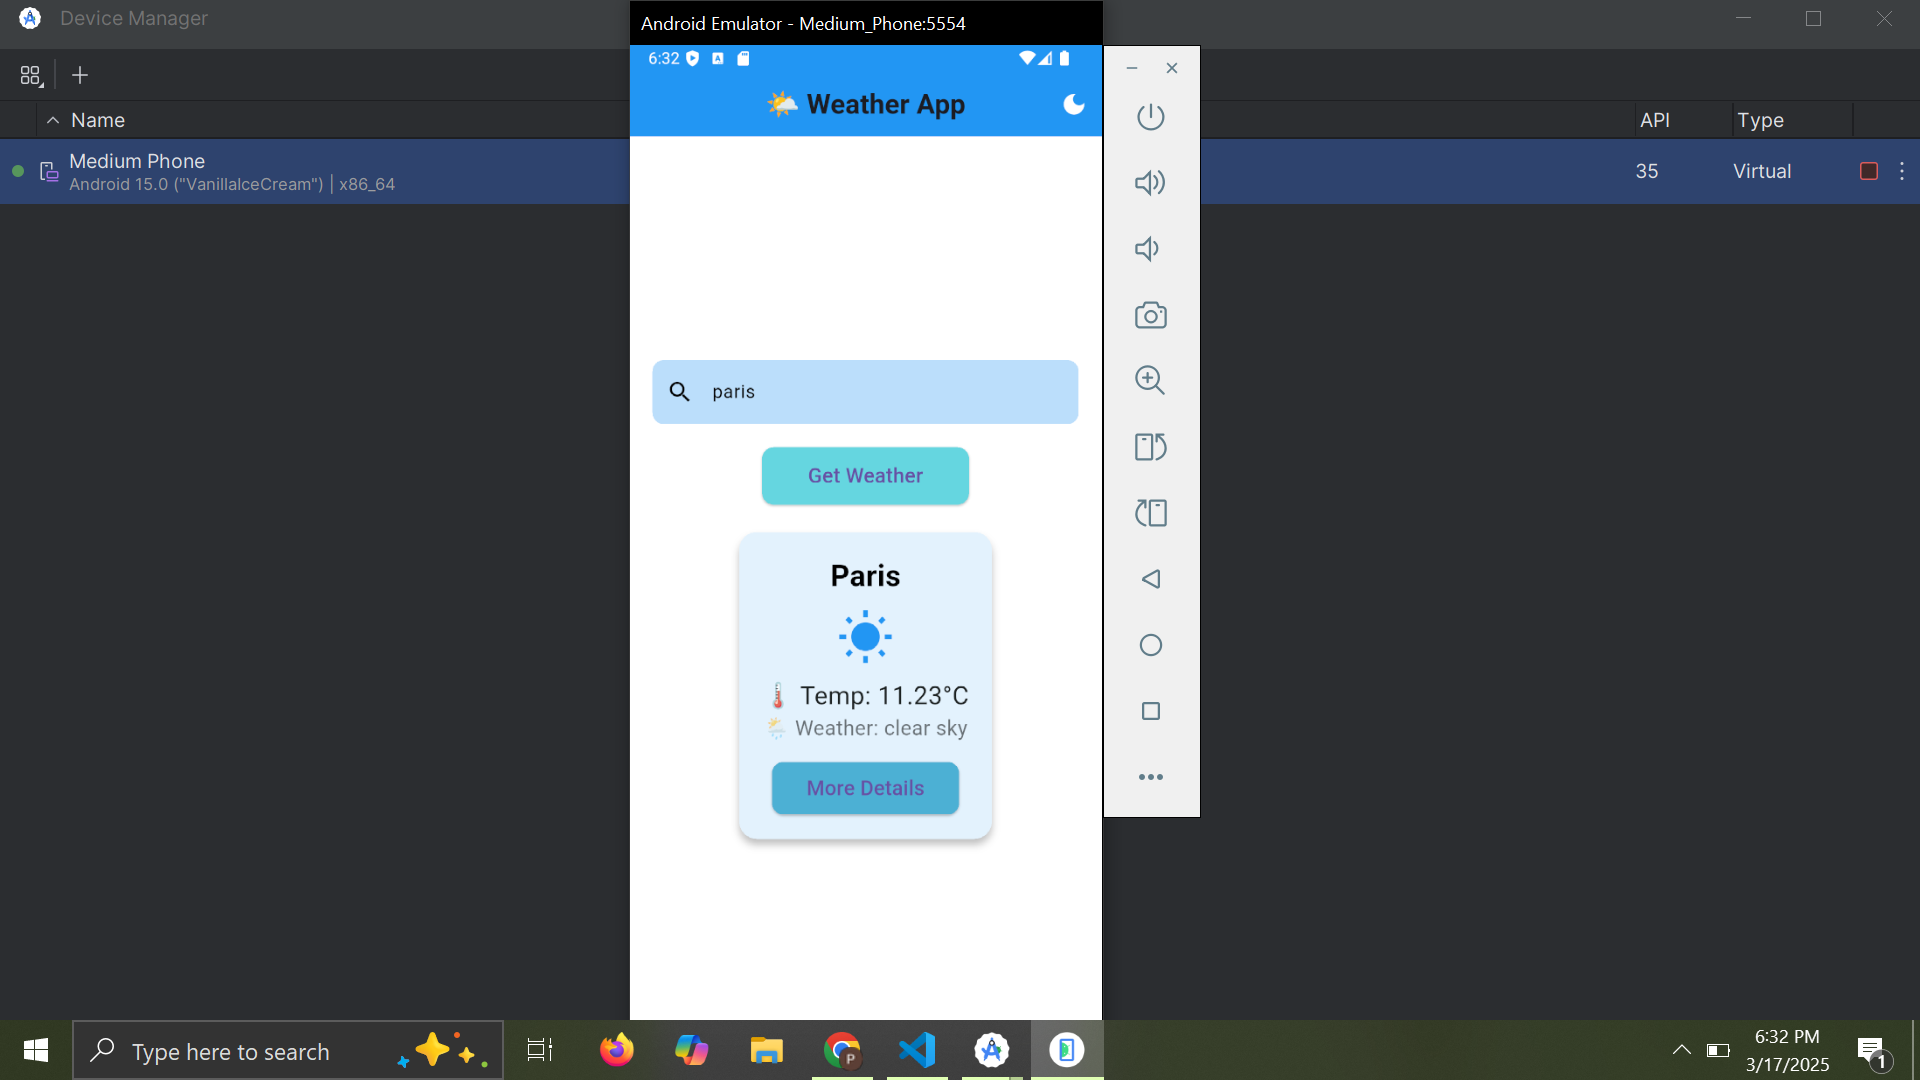 Device Manager
Android Emulator - Medium_Phone:5554
6:32
Weather App
Name
API
Type
Medium Phone
Android 15.0 ("VanillaIceCream") | x86_64
35
Virtual
paris
Get Weather
Paris
Temp: 11.23°C
Weather: clear sky
More Details
Type here to search
P
6:32 PM
3/17/2025
1